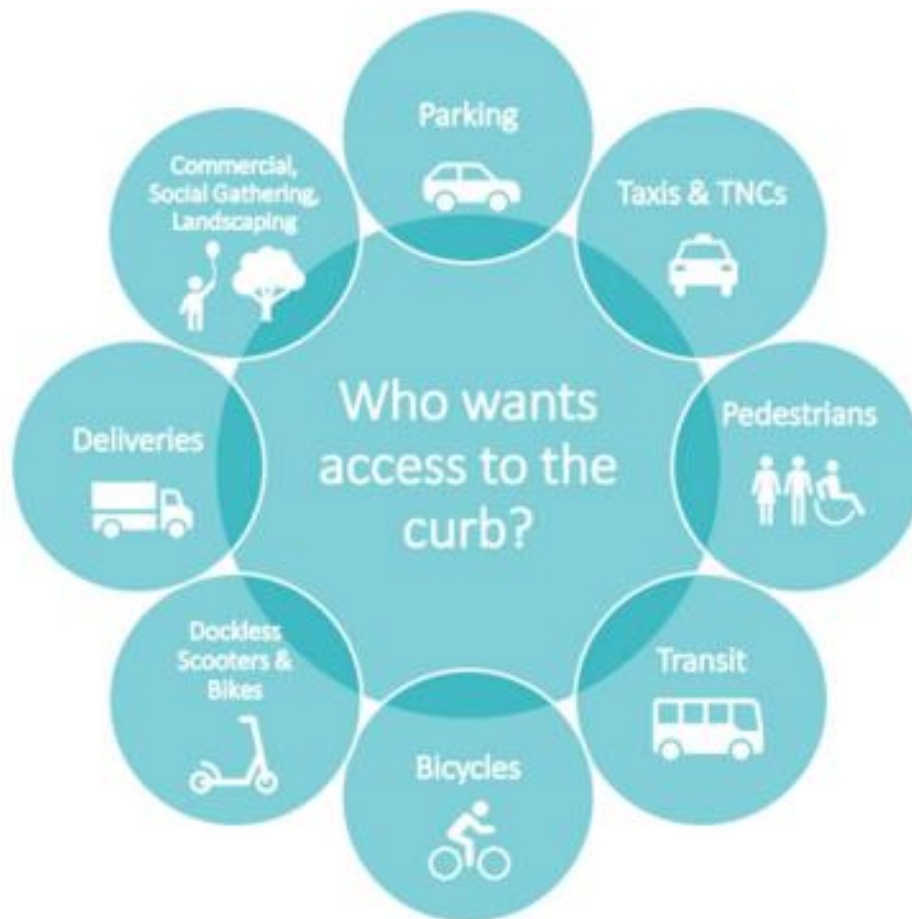 Parking
Taxis & TNCs
Pedestrians
Transit
Bicycles
Dockless
Scooters &
Bikes
Deliveries
Commercial,
Social Gathering,
Landscaping
Who wants
access to the
curb?